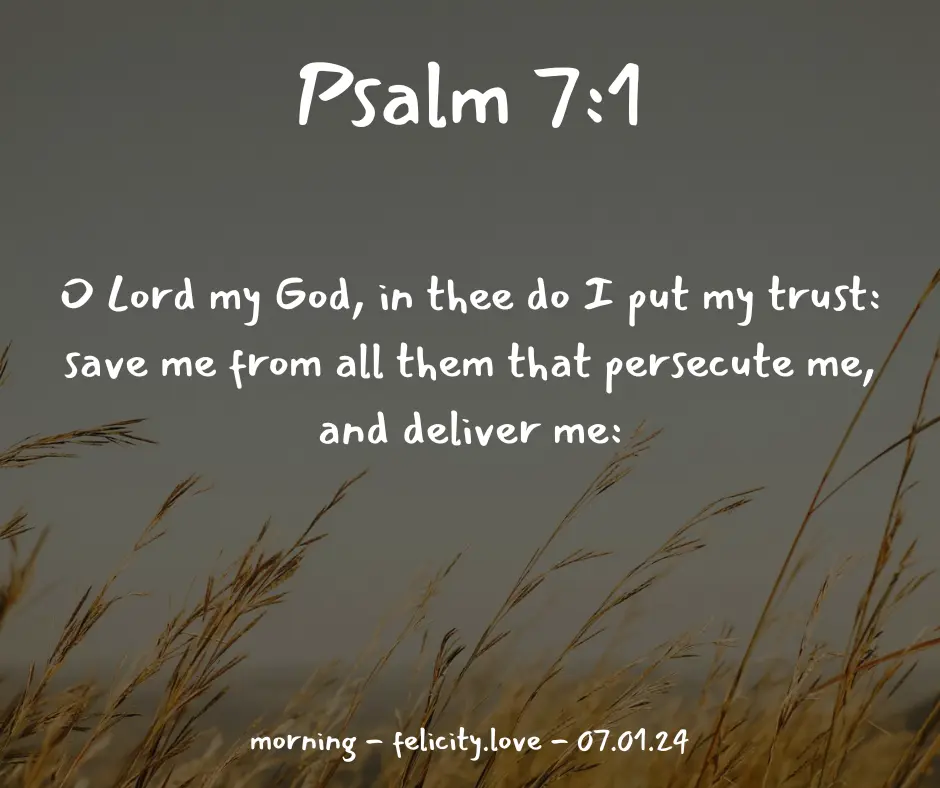 Psalm 7:1
O Lord my God, in thee do I put my trust:
save me from all them that persecute me,
and deliver me:
morning – felicity.love – 07.01.24